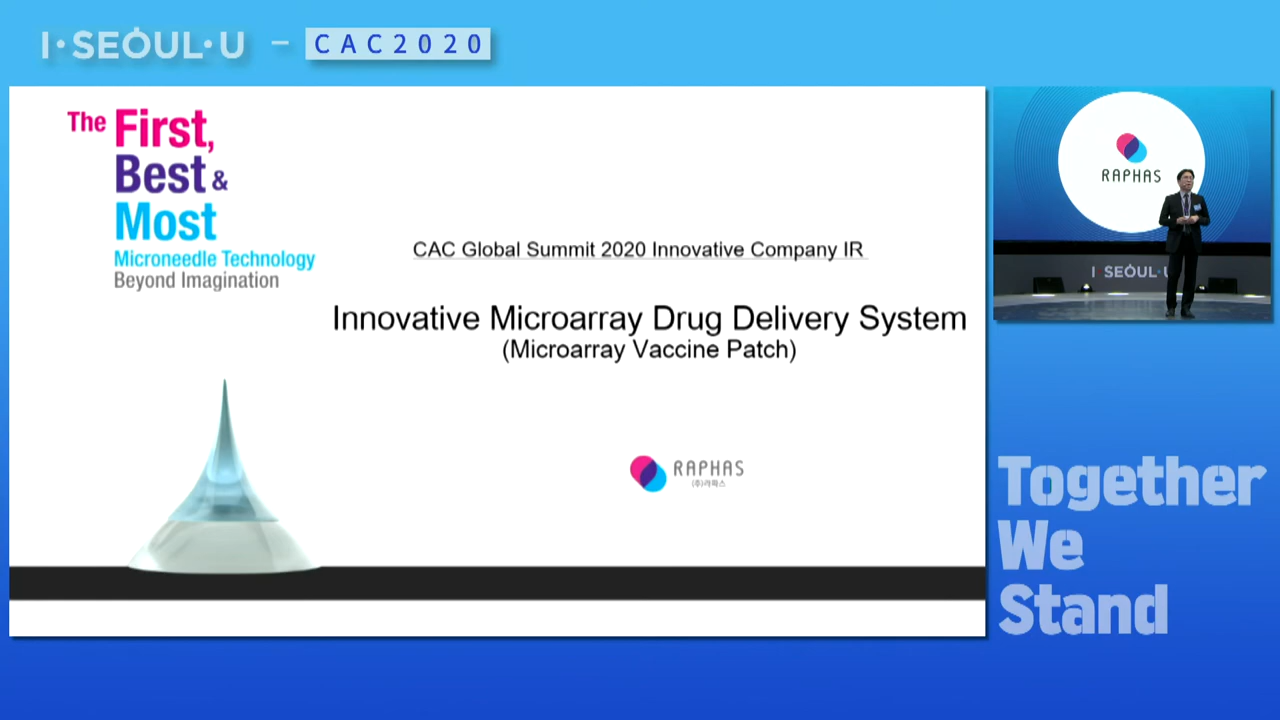 I·SEOUL·U – CAC2020
The First,
Best &
Most
Microneedle Technology
Beyond Imagination
CAC Global Summit 2020 Innovative Company IR
Innovative Microarray Drug Delivery System
(Microarray Vaccine Patch)
RAPHAS
(주)라파스
RAPHAS
I SEOUL·U
Together
We
Stand